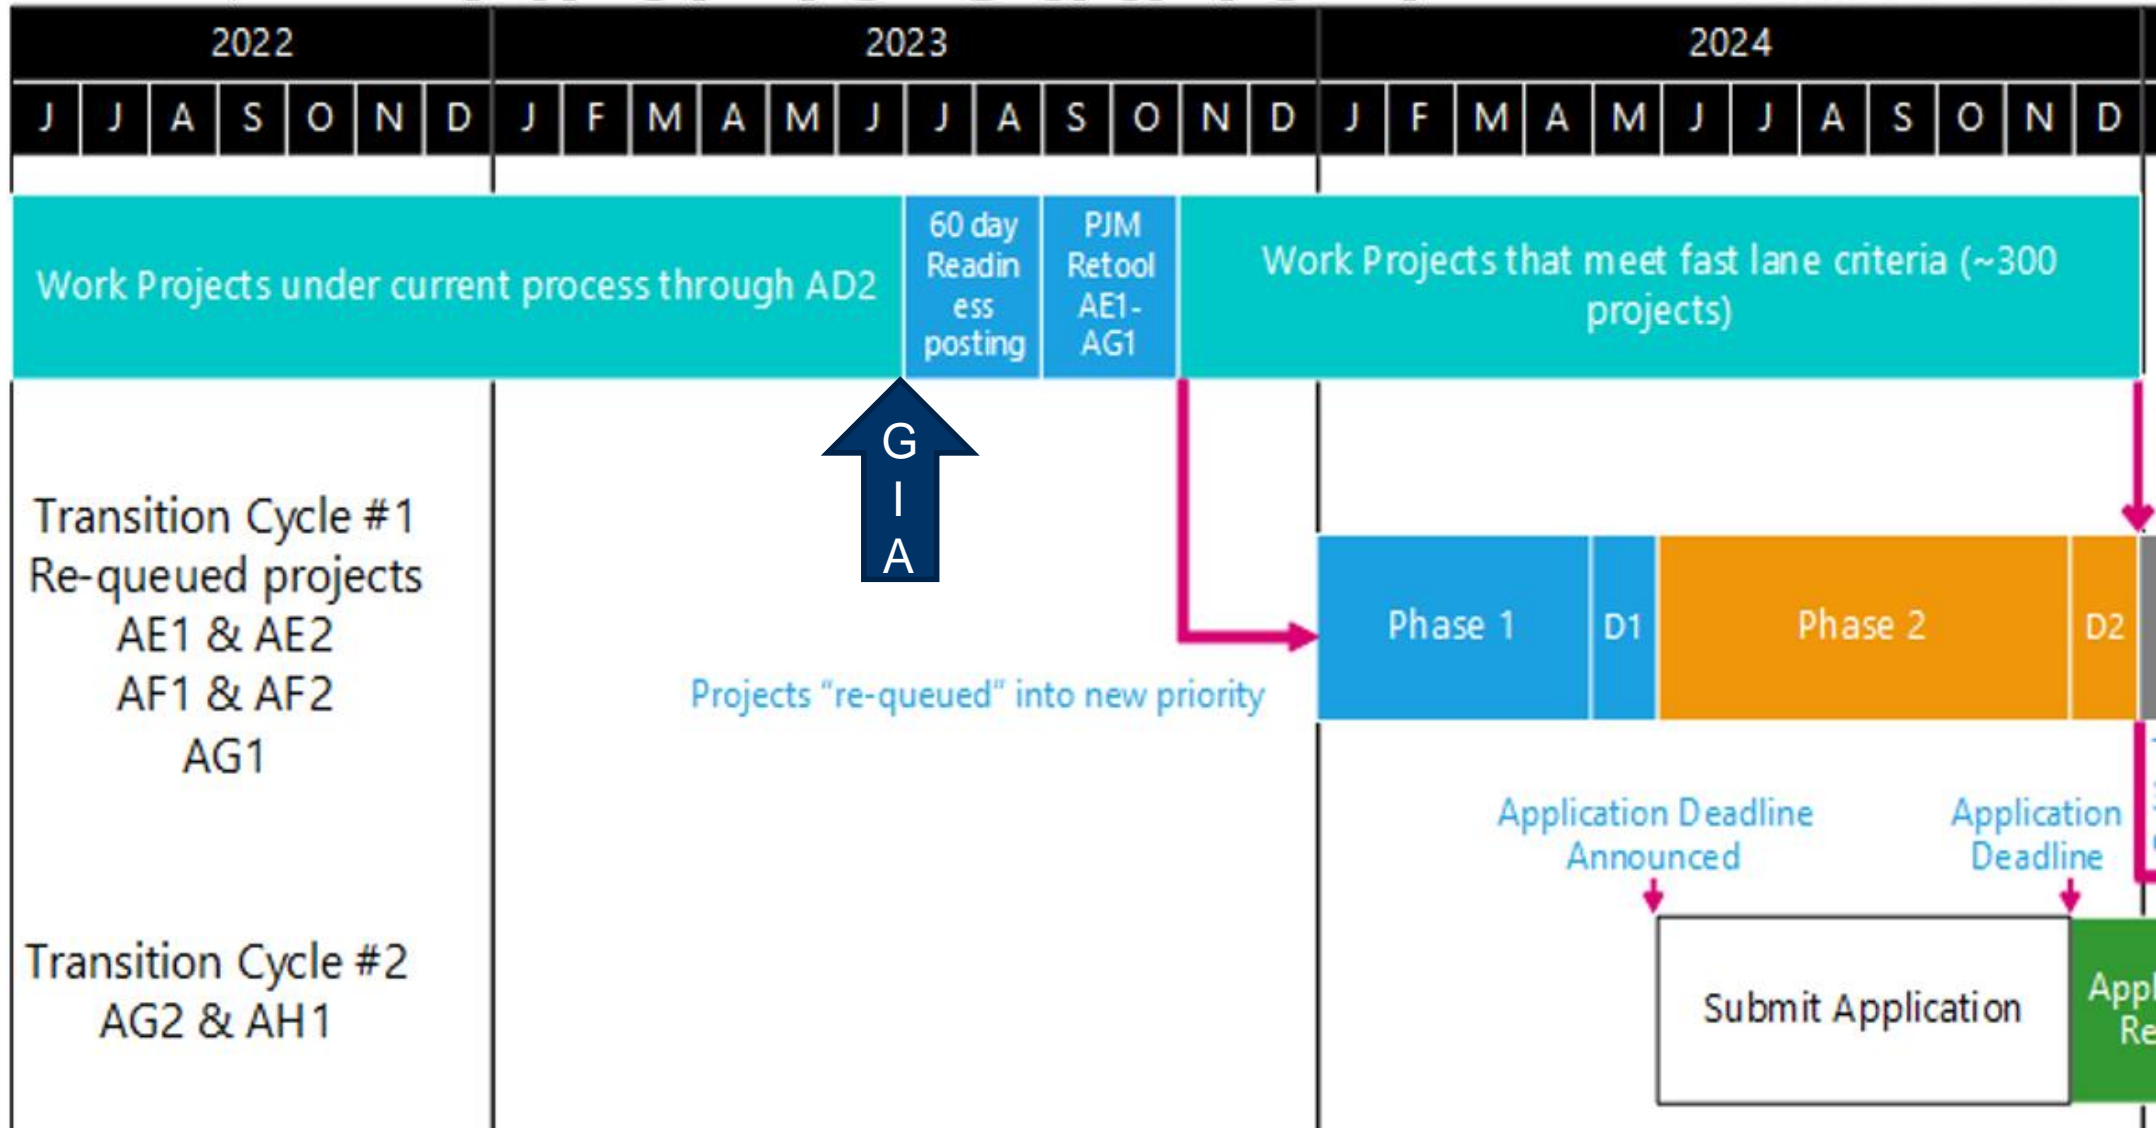 2022 2023 2024
J J A S O N D J F M A M J J A S O N D J F M A M J J A S O N D
Work Projects under current process through AD2
60 day
Readin
ess
posting
PJM
Retool
AE1-
AG1
Work Projects that meet fast lane criteria (~300
projects)
G
I
A
Transition Cycle #1
Re-queued projects
AE1 & AE2
AF1 & AF2
AG1
Projects "re-queued" into new priority
Phase 1
D1
Phase 2
D2
Application Deadline
Announced
Application
Deadline
Transition Cycle #2
AG2 & AH1
Submit Application